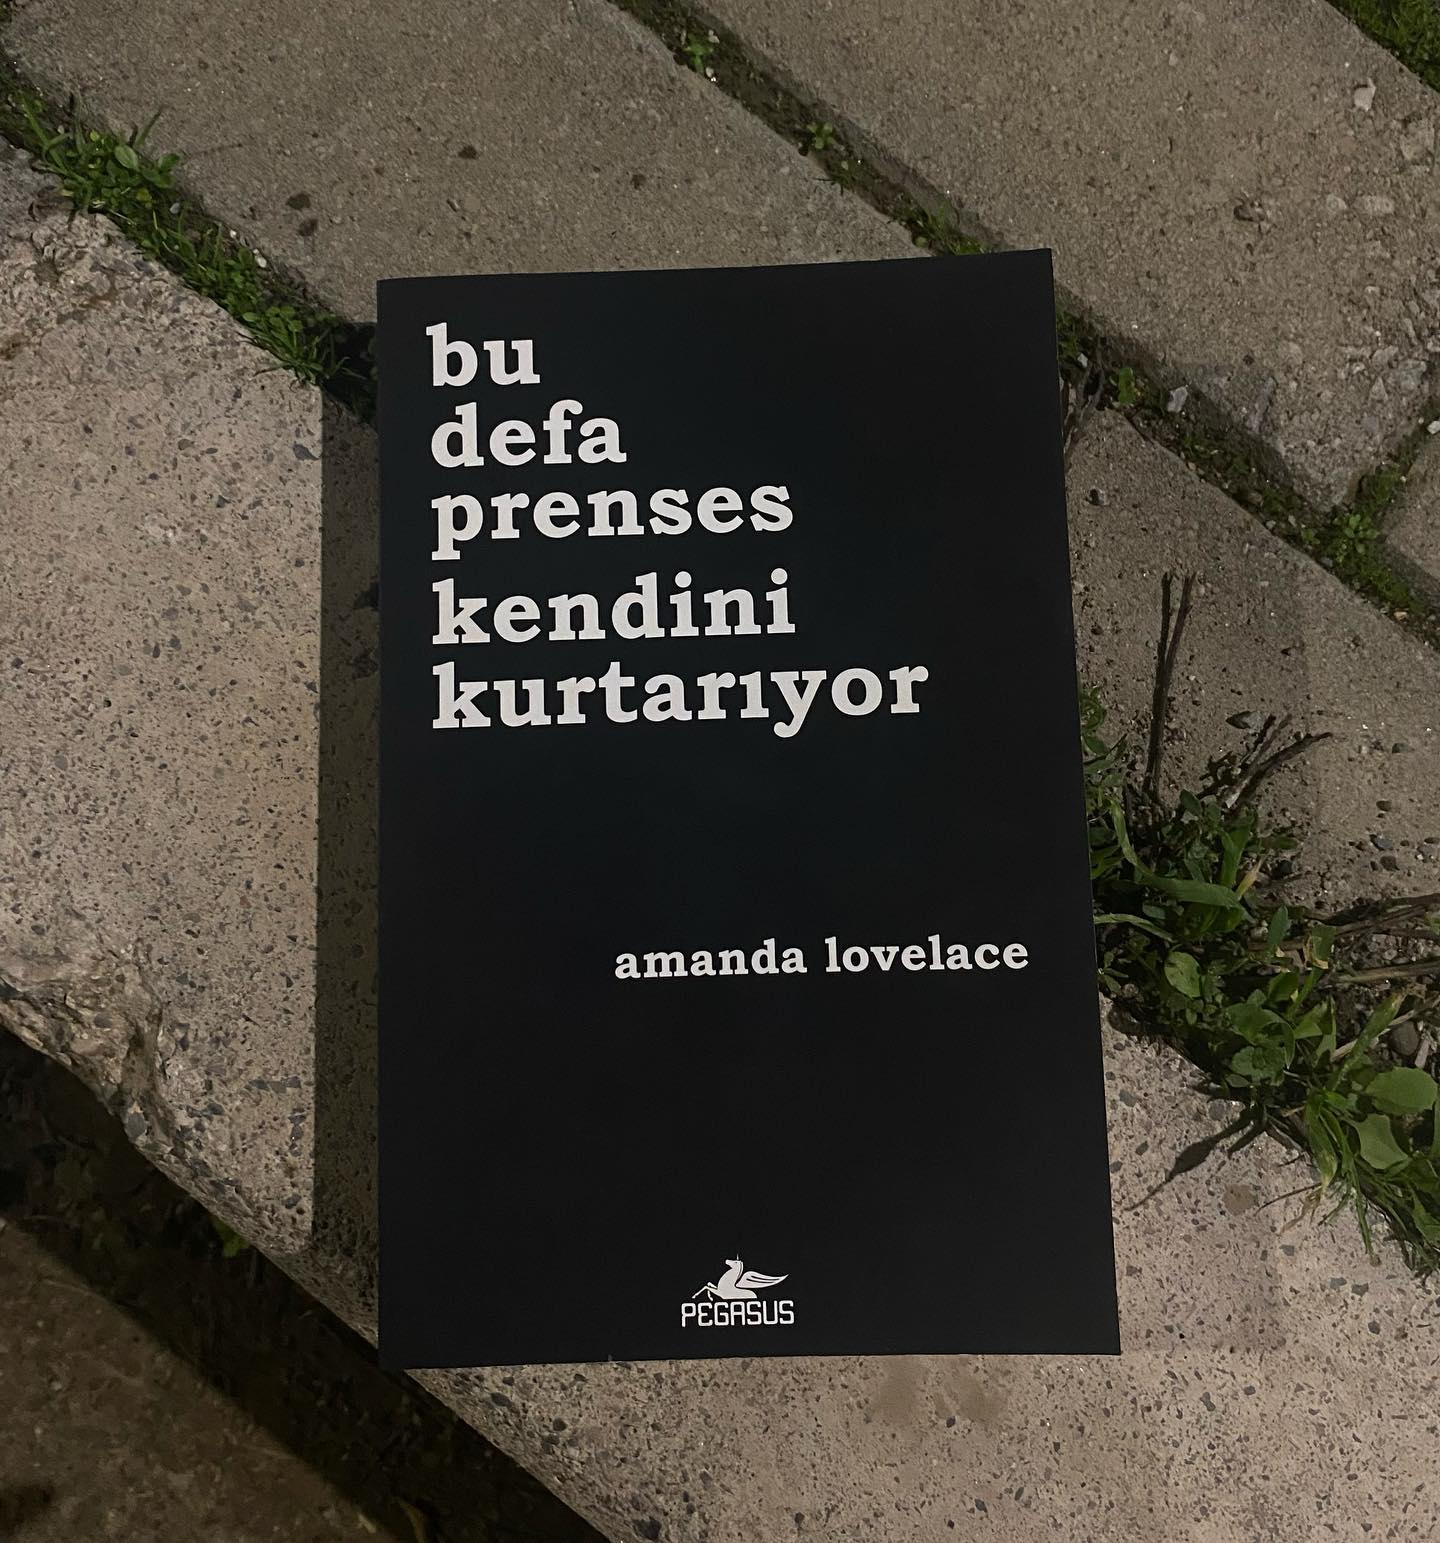 bu
defa
prenses
kendini
kurtarıyor
amanda lovelace
PEGASUS